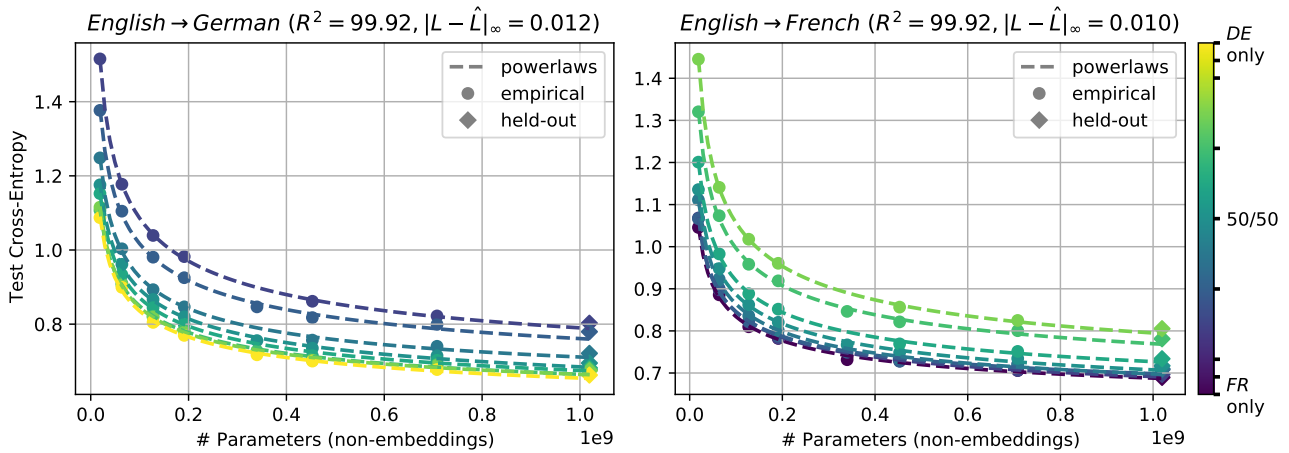 English→German (R² = 99.92, |L − L̂|∞ = 0.012)
Test Cross-Entropy
1.4
1.2
1.0
0.8
0.0
0.2
0.4
0.6
0.8
1.0
1e9
# Parameters (non-embeddings)
powerlaws
empirical
held-out
English→French (R² = 99.92, |L − L̂|∞ = 0.010)
1.4
1.3
1.2
1.1
1.0
0.9
0.8
0.7
0.0
0.2
0.4
0.6
0.8
1.0
1e9
# Parameters (non-embeddings)
powerlaws
empirical
held-out
DE
only
50/50
FR
only